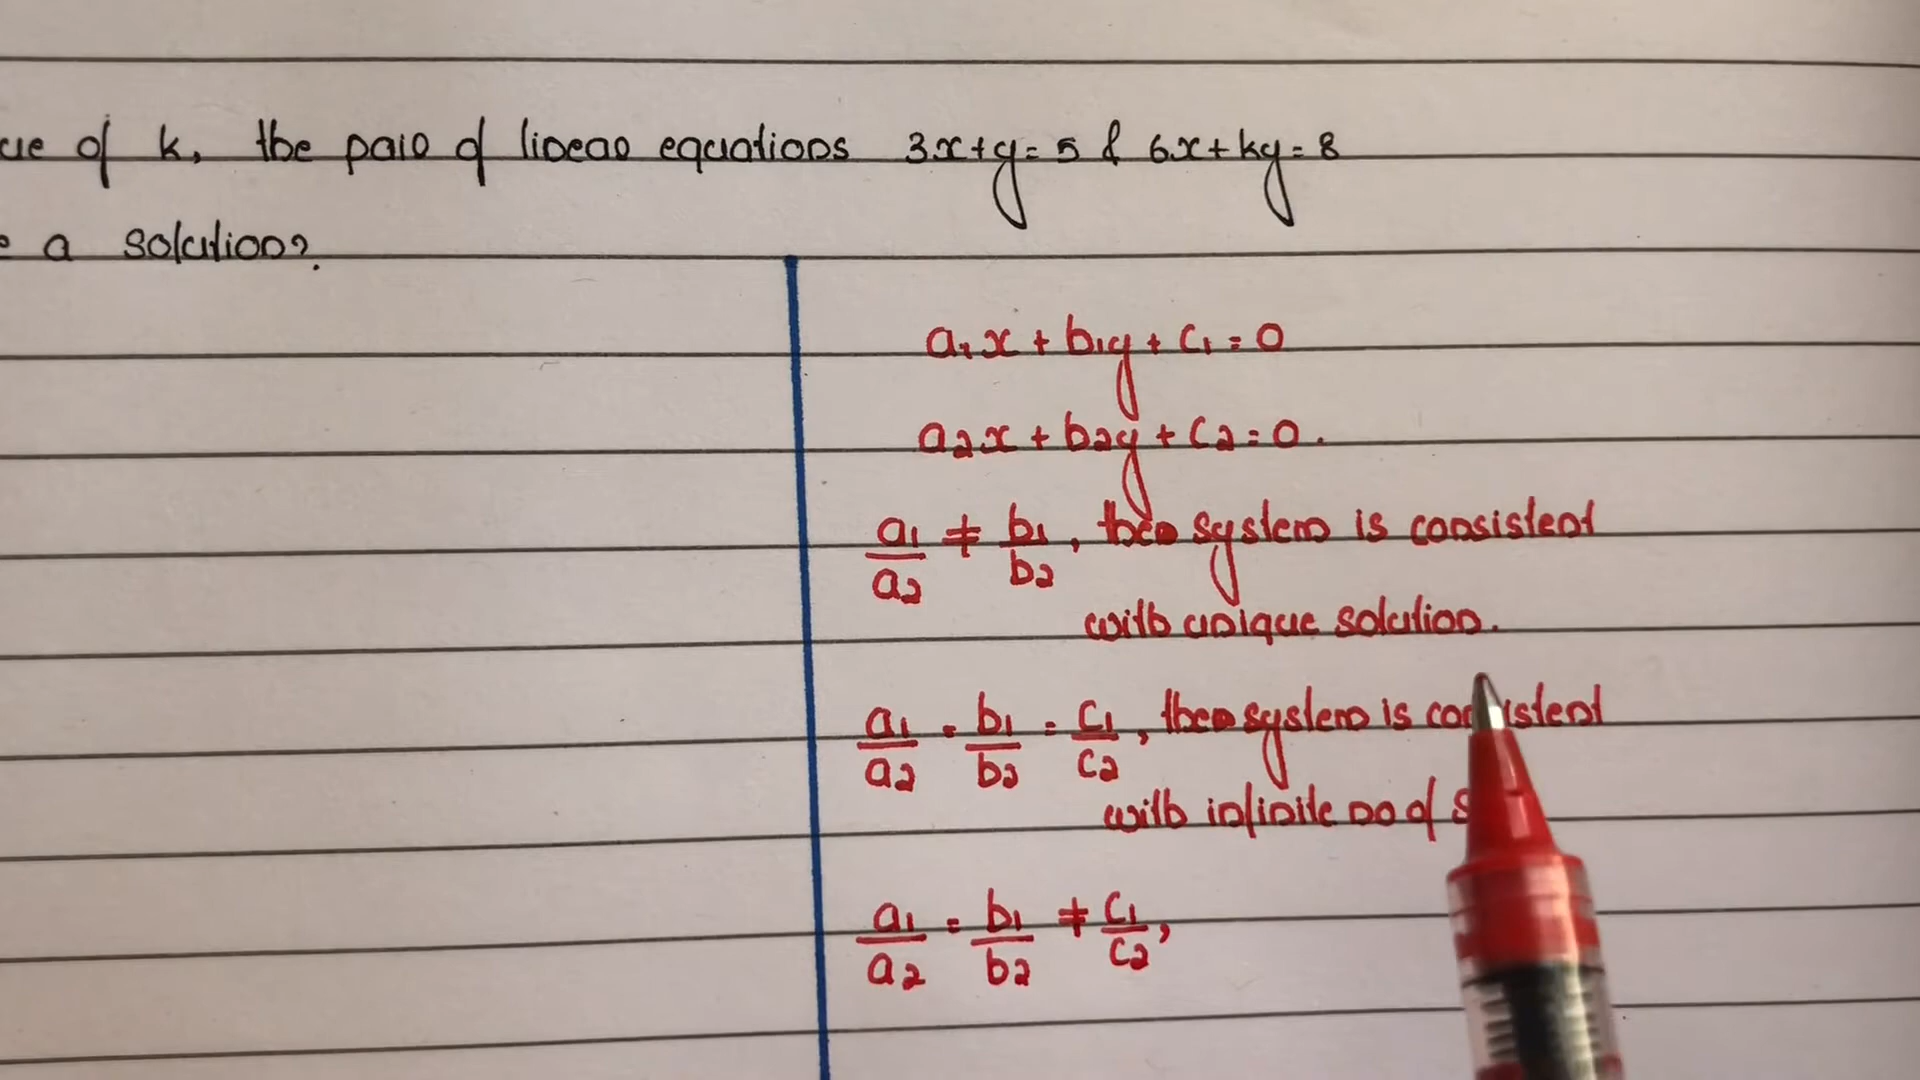 of k, the pair of linear equations 3x+y=5 & 6x+ky=8
a solution?
a₁x + b₁y + c₁ = 0
a₂x + b₂y + c₂ = 0.
a₁/a₂ ≠ b₁/b₂, then system is consistent
with unique solution.
a₁/a₂ = b₁/b₂ = c₁/c₂, then system is consistent
with infinite no of
a₁/a₂ = b₁/b₂ ≠ c₁/c₂,